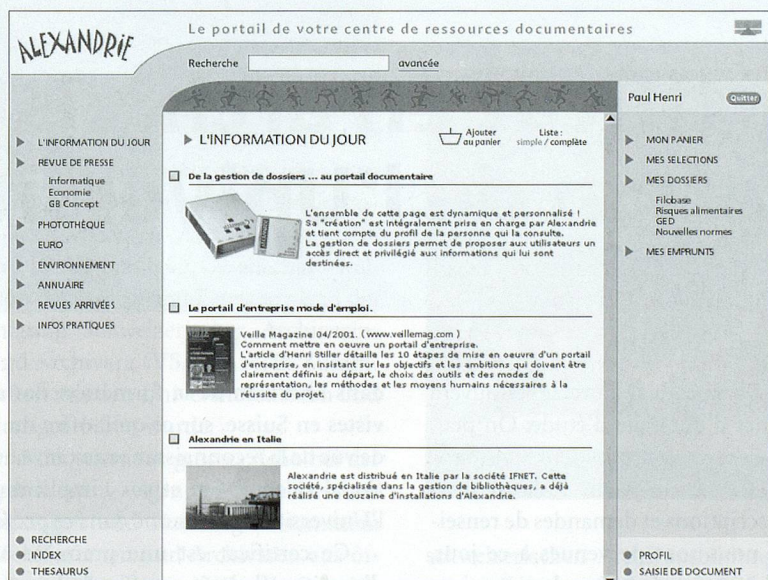 ALEXANDRIE
Le portail de votre centre de ressources documentaires
Recherche
avancée
Paul Henri
Quitter
L'INFORMATION DU JOUR
REVUE DE PRESSE
Informatique
Economie
GB Concept
PHOTOTHÈQUE
EURO
ENVIRONNEMENT
ANNUAIRE
REVUES ARRIVÉES
INFOS PRATIQUES
RECHERCHE
INDEX
THESAURUS
L'INFORMATION DU JOUR
Ajouter
au panier
Liste :
simple / complète
De la gestion de dossiers ... au portail documentaire
L'ensemble de cette page est dynamique et personnalisé !
Sa "création" est intégralement prise en charge par Alexandrie
et tient compte du profil de la personne qui la consulte.
La gestion de dossiers permet de proposer aux utilisateurs un
accès direct et privilégié aux informations qui lui sont
destinées.
Le portail d'entreprise mode d'emploi.
Veille Magazine 04/2001. ( www.veillemag.com )
Comment mettre en oeuvre un portail d'entreprise.
L'article d'Henri Stiller détaille les 10 étapes de mise en oeuvre d'un portail
d'entreprise, en insistant sur les objectifs et les ambitions qui doivent être
clairement définis au départ, le choix des outils et des modes de
représentation, les méthodes et les moyens humains nécessaires à la
réussite du projet.
Alexandrie en Italie
Alexandrie est distribué en Italie par la société IFNET. Cette
société, spécialisée dans la gestion de bibliothèques, a déjà
réalisé une douzaine d'installations d'Alexandrie.
MON PANIER
MES SELECTIONS
MES DOSSIERS
Filobase
Risques alimentaires
GED
Nouvelles normes
MES EMPRUNTS
PROFIL
SAISIE DE DOCUMENT